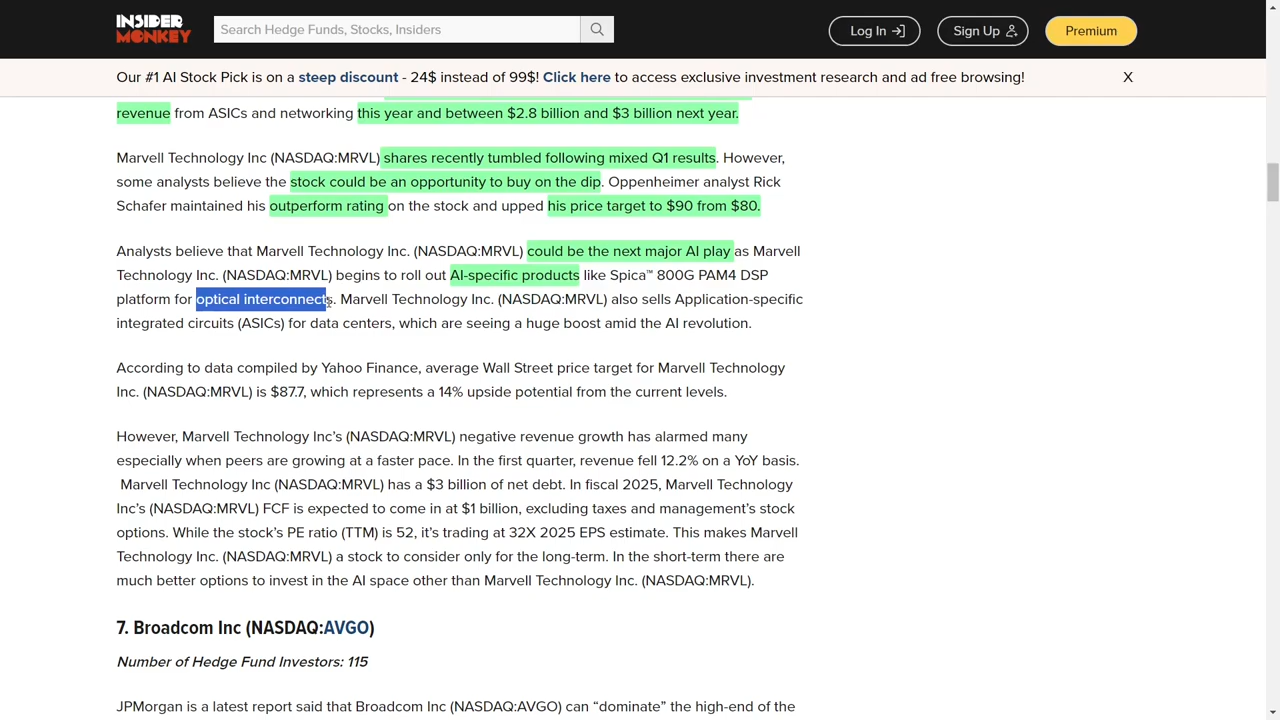 INSIDER
MONKEY
Search Hedge Funds, Stocks, Insiders
Log In
Sign Up
Premium
Our #1 AI Stock Pick is on a steep discount - 24$ instead of 99$! Click here to access exclusive investment research and ad free browsing!
X
revenue from ASICs and networking this year and between $2.8 billion and $3 billion next year.
Marvell Technology Inc (NASDAQ:MRVL) shares recently tumbled following mixed Q1 results. However,
some analysts believe the stock could be an opportunity to buy on the dip. Oppenheimer analyst Rick
Schafer maintained his outperform rating on the stock and upped his price target to $90 from $80.
Analysts believe that Marvell Technology Inc. (NASDAQ:MRVL) could be the next major AI play as Marvell
Technology Inc. (NASDAQ:MRVL) begins to roll out AI-specific products like Spica™ 800G PAM4 DSP
platform for optical interconnects. Marvell Technology Inc. (NASDAQ:MRVL) also sells Application-specific
integrated circuits (ASICs) for data centers, which are seeing a huge boost amid the AI revolution.
According to data compiled by Yahoo Finance, average Wall Street price target for Marvell Technology
Inc. (NASDAQ:MRVL) is $87.7, which represents a 14% upside potential from the current levels.
However, Marvell Technology Inc’s (NASDAQ:MRVL) negative revenue growth has alarmed many
especially when peers are growing at a faster pace. In the first quarter, revenue fell 12.2% on a YoY basis.
Marvell Technology Inc (NASDAQ:MRVL) has a $3 billion of net debt. In fiscal 2025, Marvell Technology
Inc’s (NASDAQ:MRVL) FCF is expected to come in at $1 billion, excluding taxes and management’s stock
options. While the stock’s PE ratio (TTM) is 52, it’s trading at 32X 2025 EPS estimate. This makes Marvell
Technology Inc. (NASDAQ:MRVL) a stock to consider only for the long-term. In the short-term there are
much better options to invest in the AI space other than Marvell Technology Inc. (NASDAQ:MRVL).
7. Broadcom Inc (NASDAQ:AVGO)
Number of Hedge Fund Investors: 115
JPMorgan is a latest report said that Broadcom Inc (NASDAQ:AVGO) can “dominate” the high-end of the